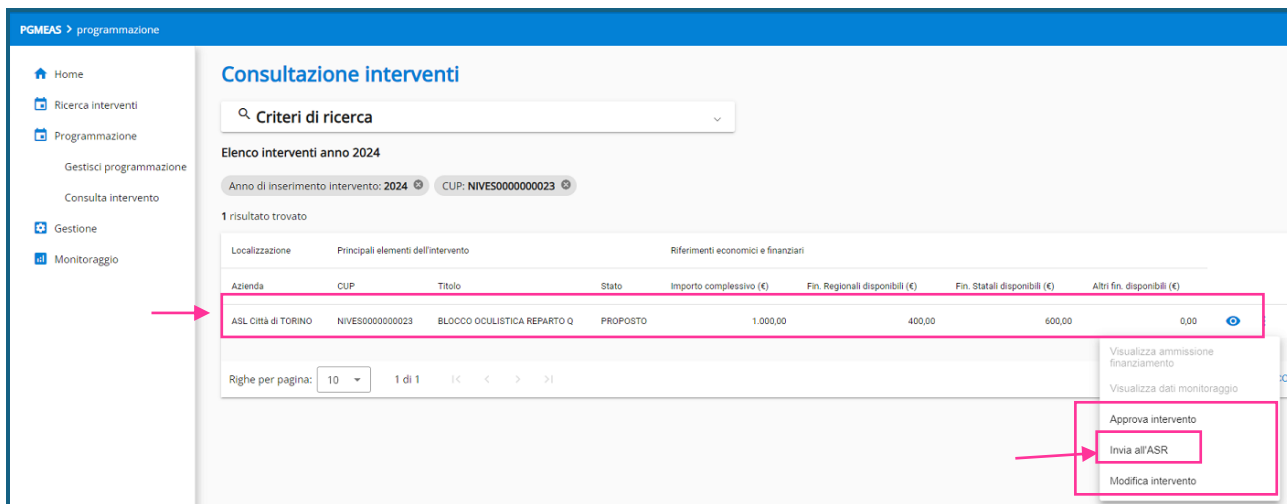 PGMEAS > programmazione
Home
Ricerca interventi
Programmazione
Gestisci programmazione
Consulta intervento
Gestione
Monitoraggio
Consultazione interventi
Criteri di ricerca
Elenco interventi anno 2024
Anno di inserimento intervento: 2024 CUP: NIVES0000000023
1 risultato trovato
Localizzazione Principali elementi dell'intervento Riferimenti economici e finanziari
Azienda CUP Titolo Stato Importo complessivo (€) Fin. Regionali disponibili (€) Fin. Statali disponibili (€) Altri fin. disponibili (€)
ASL Città di TORINO NIVES0000000023 BLOCCO OCULISTICA REPARTO Q PROPOSTO 1.000,00 400,00 600,00 0,00
Righe per pagina: 10 1 di 1
Visualizza ammissione
finanziamento
Visualizza dati monitoraggio
Approva intervento
Invia all'ASR
Modifica intervento